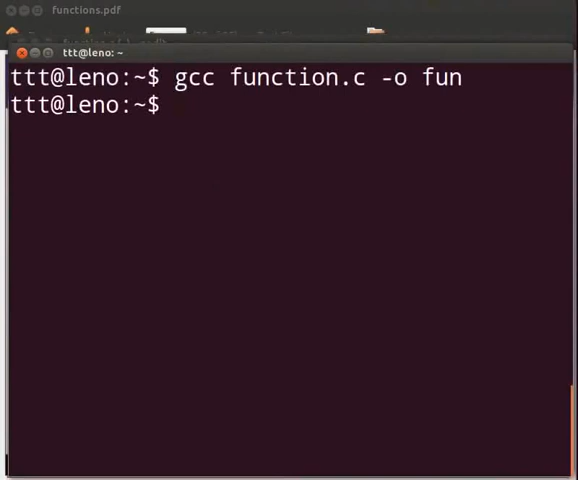 functions.pdf
ttt@leno: ~
ttt@leno:~$ gcc function.c -o fun
ttt@leno:~$